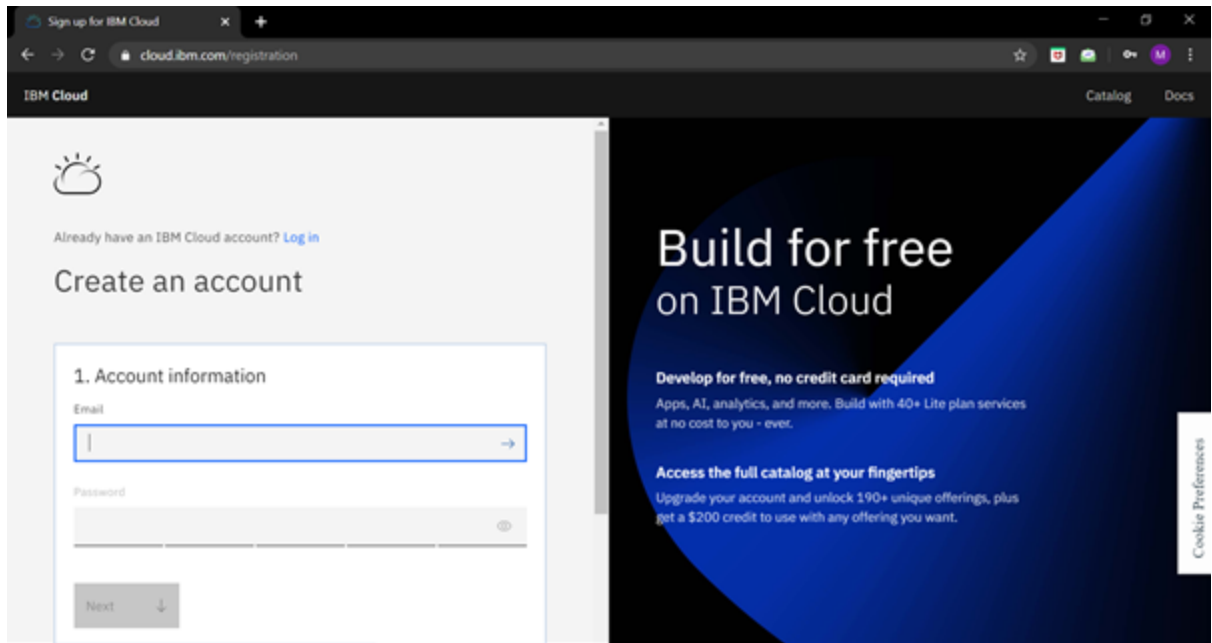 Sign up for IBM Cloud
cloud.ibm.com/registration
M
IBM Cloud
Catalog Docs
Already have an IBM Cloud account? Log in
Create an account
1. Account information
Email
Password
Next
Build for free
on IBM Cloud
Develop for free, no credit card required
Apps, AI, analytics, and more. Build with 40+ Lite plan services
at no cost to you - ever.
Access the full catalog at your fingertips
Upgrade your account and unlock 190+ unique offerings, plus
get a $200 credit to use with any offering you want.
Cookie Preferences